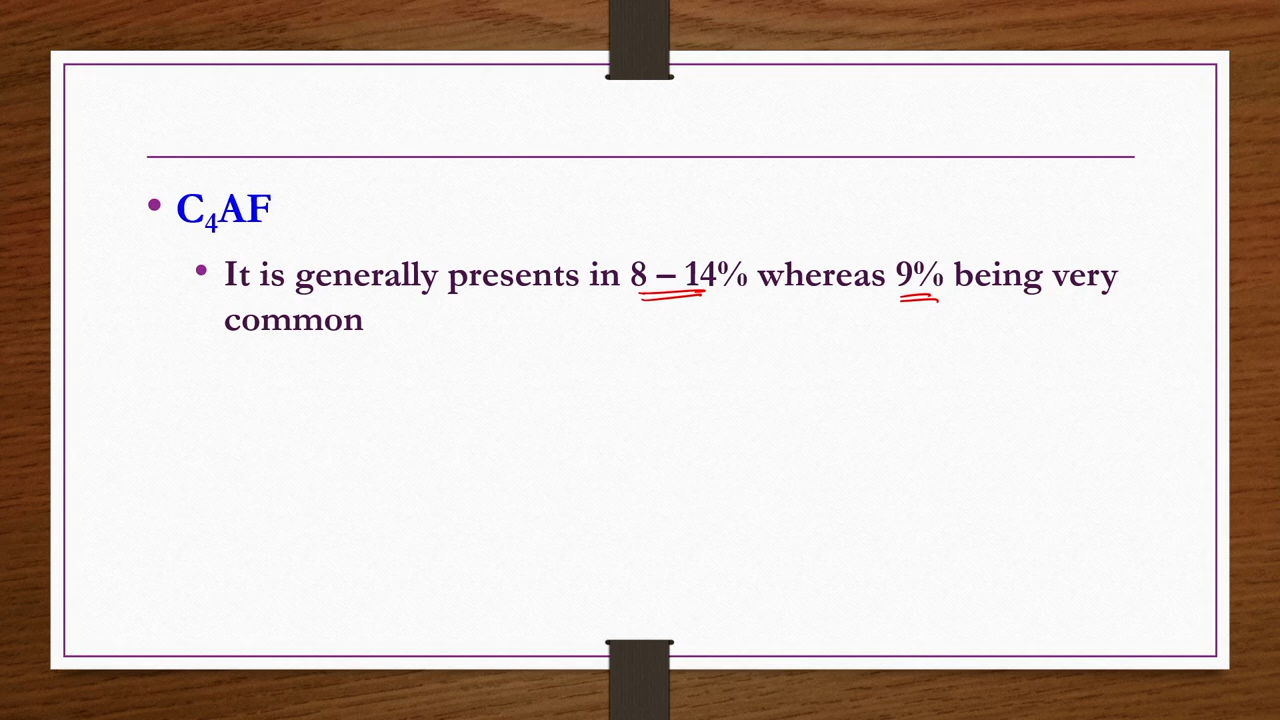 • C₄AF
• It is generally presents in 8 – 14% whereas 9% being very
common